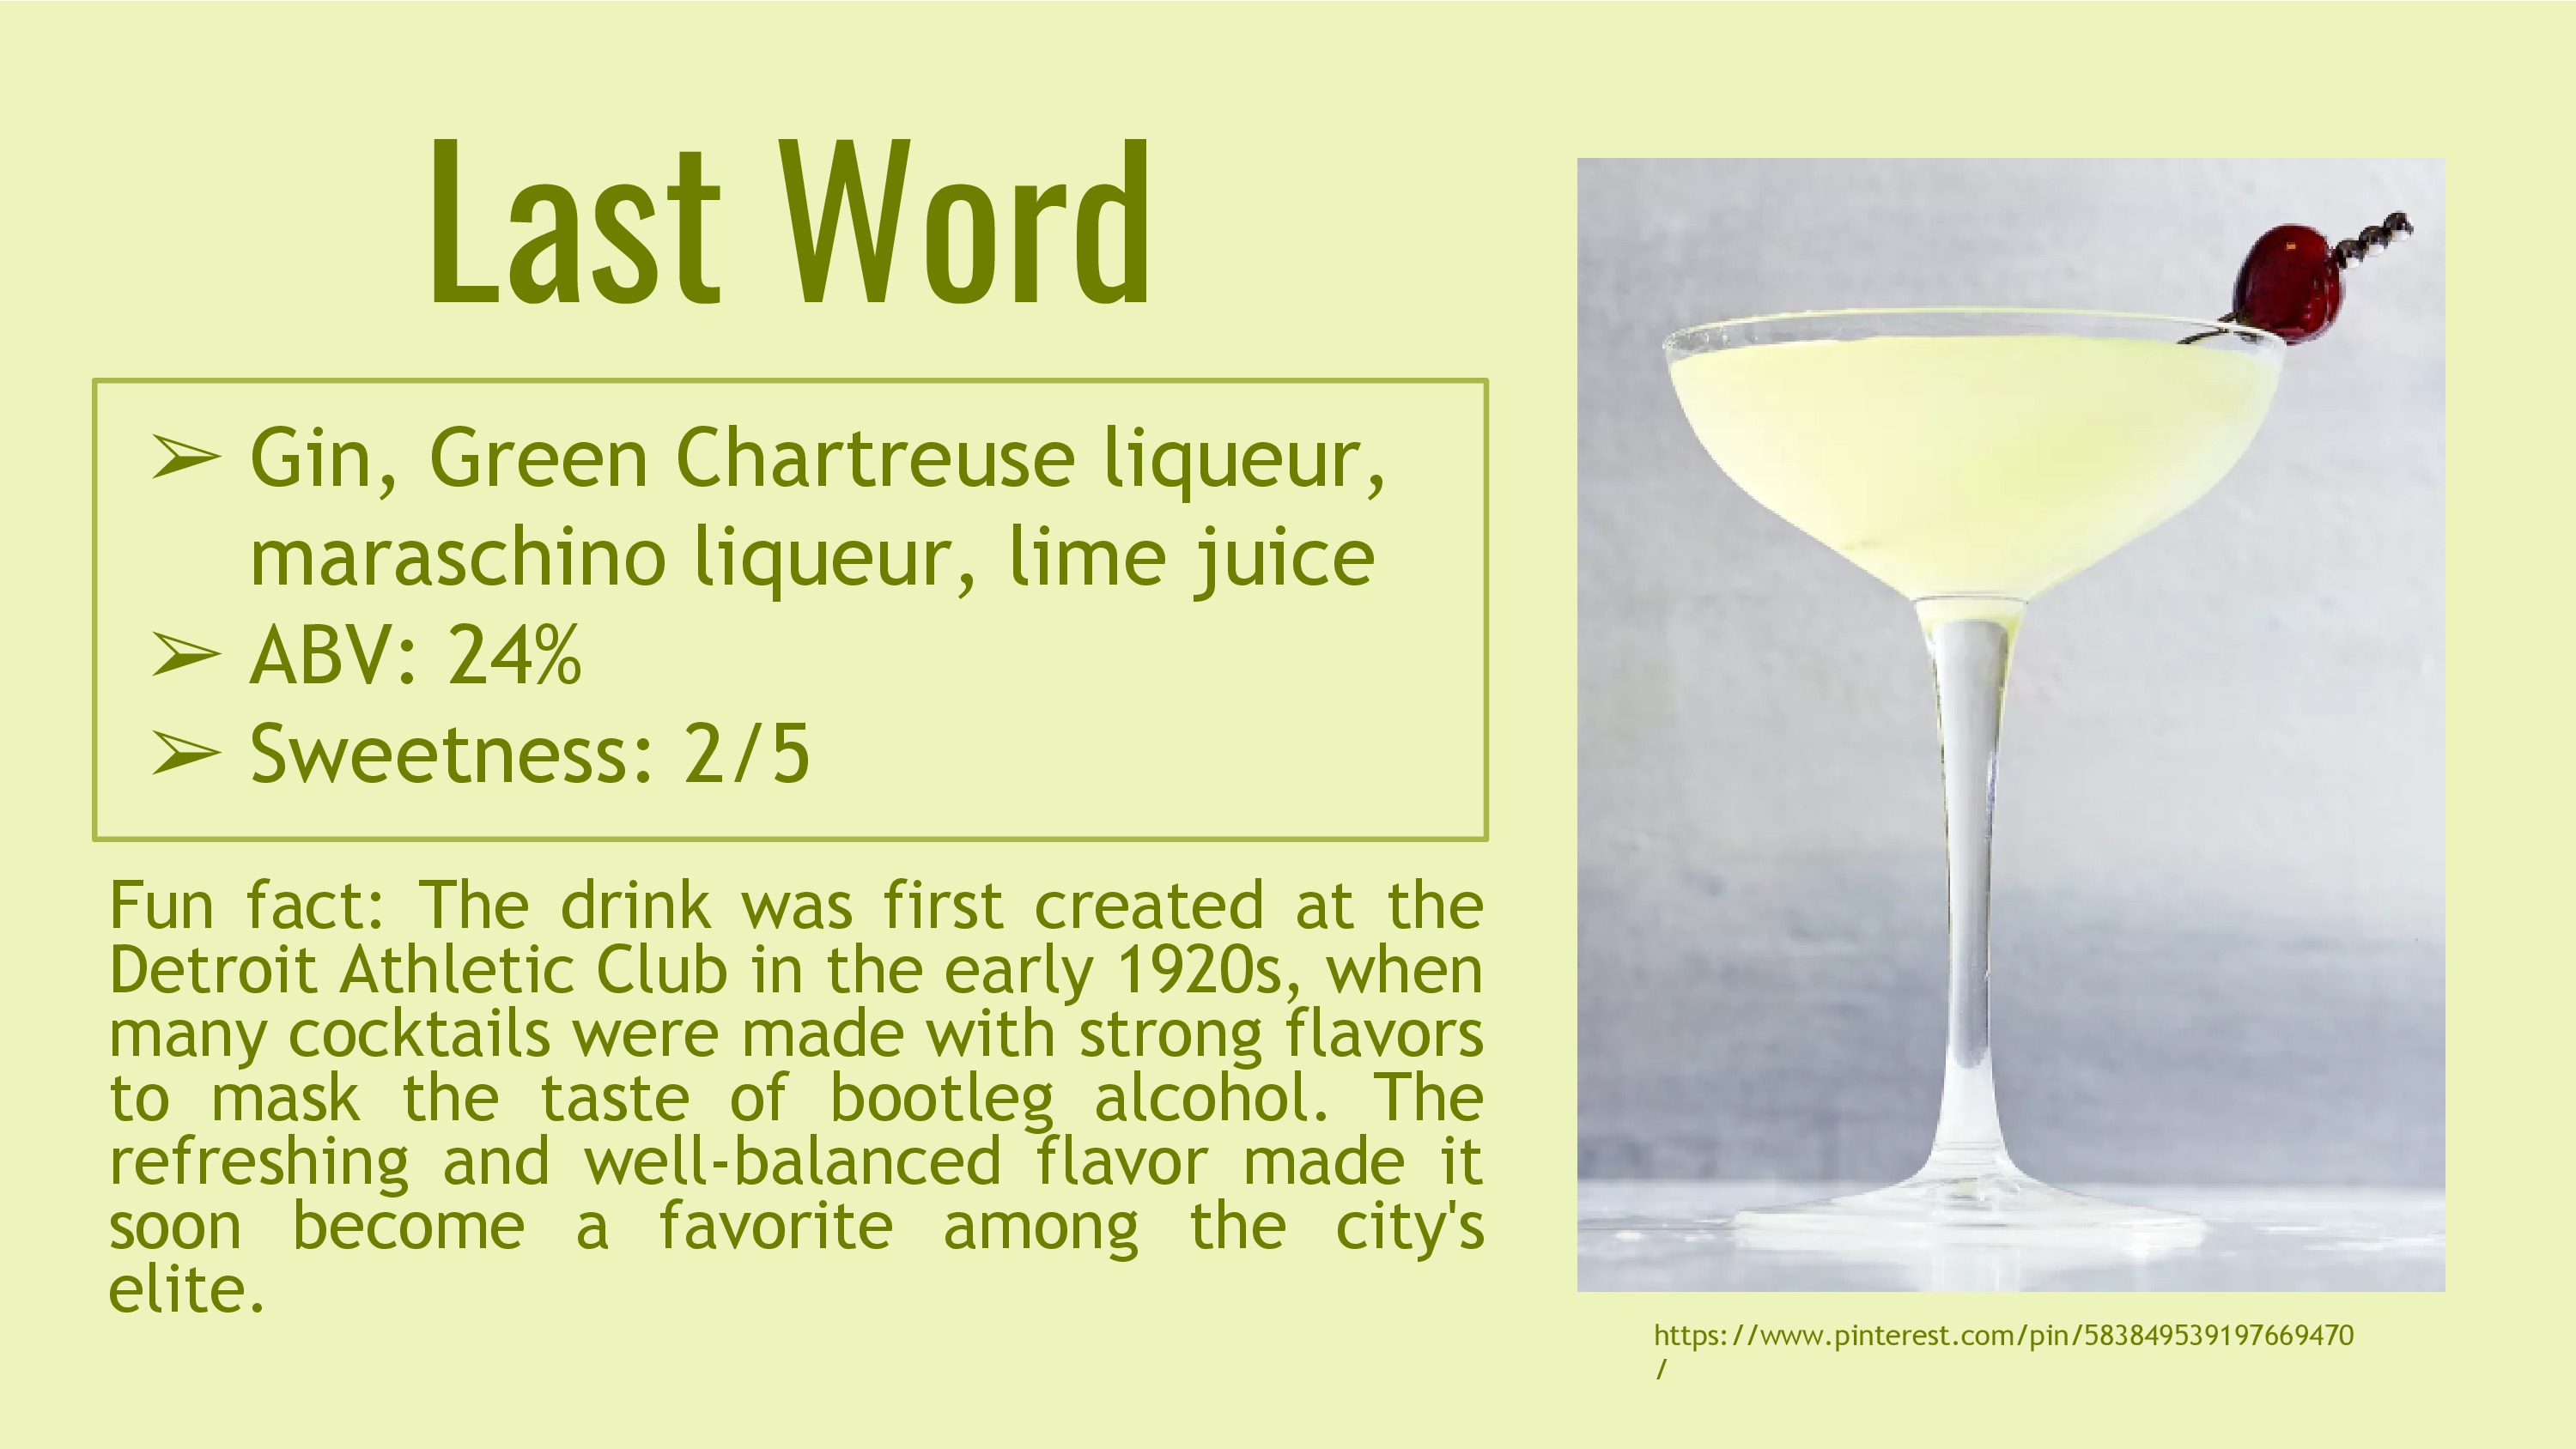 Last Word
➢ Gin, Green Chartreuse liqueur,
maraschino liqueur, lime juice
➢ ABV: 24%
➢ Sweetness: 2/5
Fun fact: The drink was first created at the
Detroit Athletic Club in the early 1920s, when
many cocktails were made with strong flavors
to mask the taste of bootleg alcohol. The
refreshing and well-balanced flavor made it
soon become a favorite among the city's
elite.
https://www.pinterest.com/pin/583849539197669470
/